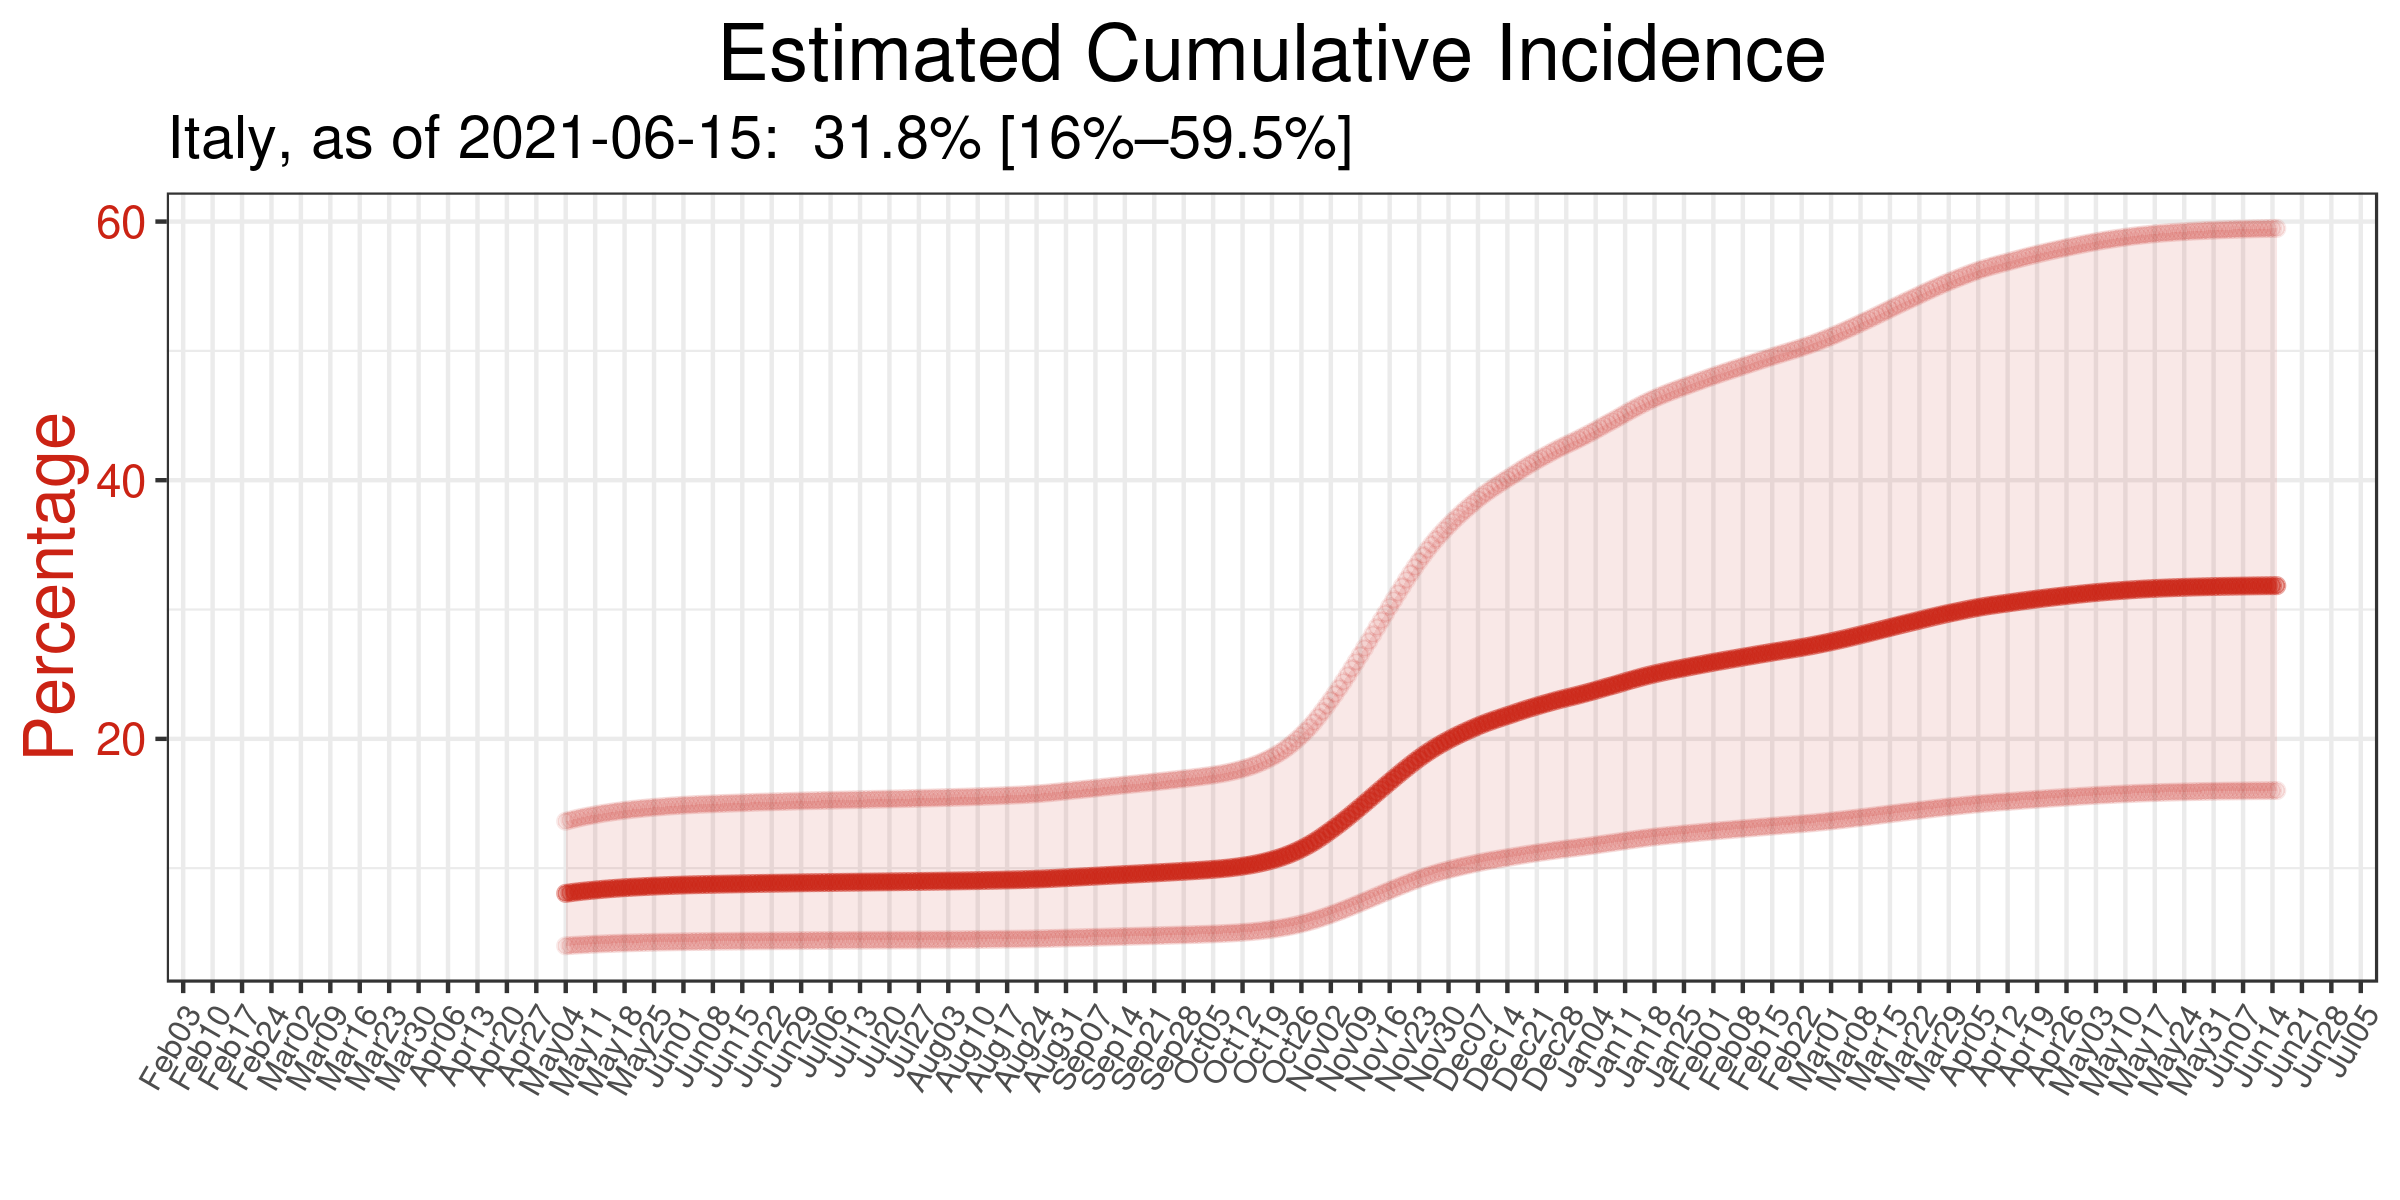 Estimated Cumulative Incidence
Italy, as of 2021-06-15:  31.8% [16%–59.5%]
Percentage
60
40
20
Feb03
Feb10
Feb17
Feb24
Mar02
Mar09
Mar16
Mar23
Mar30
Apr06
Apr13
Apr20
Apr27
May04
May11
May18
May25
Jun01
Jun08
Jun15
Jun22
Jun29
Jul06
Jul13
Jul20
Jul27
Aug03
Aug10
Aug17
Aug24
Aug31
Sep07
Sep14
Sep21
Sep28
Oct05
Oct12
Oct19
Oct26
Nov02
Nov09
Nov16
Nov23
Nov30
Dec07
Dec14
Dec21
Dec28
Jan04
Jan11
Jan18
Jan25
Feb01
Feb08
Feb15
Feb22
Mar01
Mar08
Mar15
Mar22
Mar29
Apr05
Apr12
Apr19
Apr26
May03
May10
May17
May24
May31
Jun07
Jun14
Jun21
Jun28
Jul05